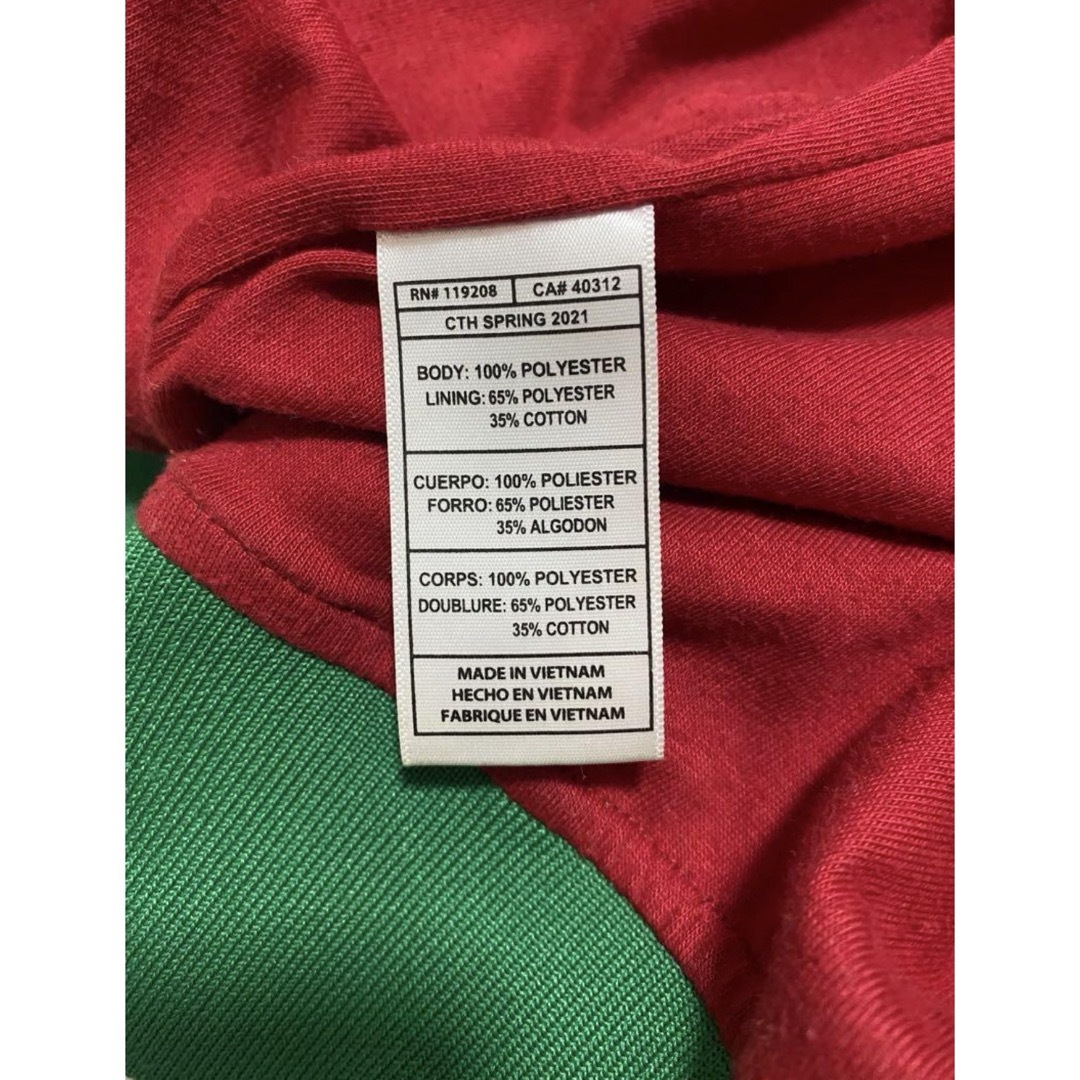 RN# 119208 CA# 40312
CTH SPRING 2021
BODY: 100% POLYESTER
LINING: 65% POLYESTER
35% COTTON
CUERPO: 100% POLIESTER
FORRO: 65% POLIESTER
35% ALGODON
CORPS: 100% POLYESTER
DOUBLURE: 65% POLYESTER
35% COTTON
MADE IN VIETNAM
HECHO EN VIETNAM
FABRIQUE EN VIETNAM